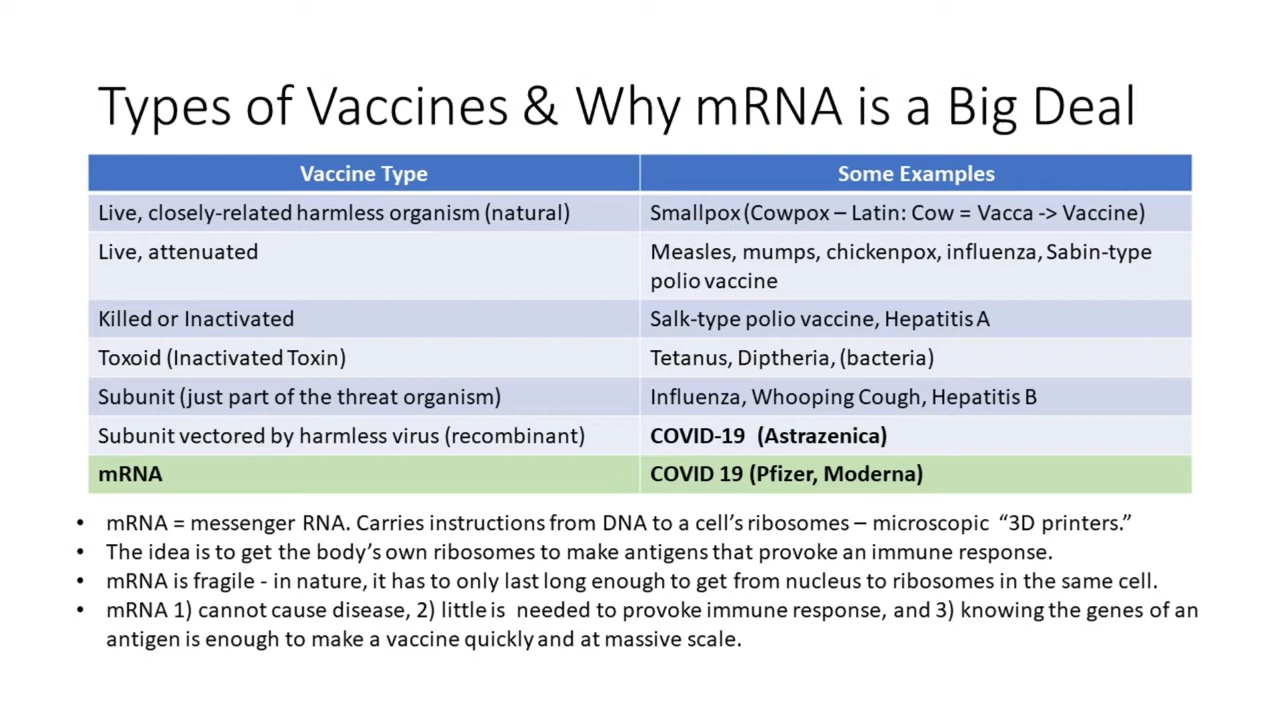 Types of Vaccines & Why mRNA is a Big Deal
Vaccine Type
Some Examples
Live, closely-related harmless organism (natural)
Smallpox (Cowpox – Latin: Cow = Vacca -> Vaccine)
Live, attenuated
Measles, mumps, chickenpox, influenza, Sabin-type
polio vaccine
Killed or Inactivated
Salk-type polio vaccine, Hepatitis A
Toxoid (Inactivated Toxin)
Tetanus, Diptheria, (bacteria)
Subunit (just part of the threat organism)
Influenza, Whooping Cough, Hepatitis B
Subunit vectored by harmless virus (recombinant)
COVID-19 (Astrazenica)
mRNA
COVID 19 (Pfizer, Moderna)
• mRNA = messenger RNA. Carries instructions from DNA to a cell’s ribosomes – microscopic “3D printers.”
• The idea is to get the body’s own ribosomes to make antigens that provoke an immune response.
• mRNA is fragile - in nature, it has to only last long enough to get from nucleus to ribosomes in the same cell.
• mRNA 1) cannot cause disease, 2) little is needed to provoke immune response, and 3) knowing the genes of an
antigen is enough to make a vaccine quickly and at massive scale.